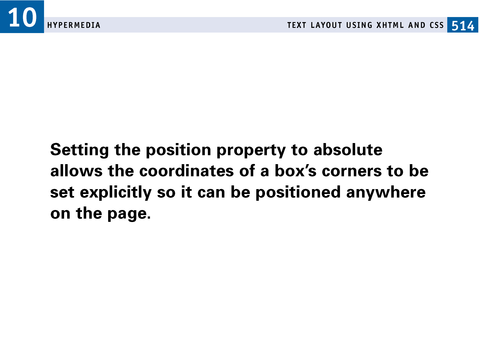 10 HYPERMEDIA TEXT LAYOUT USING XHTML AND CSS 514
Setting the position property to absolute
allows the coordinates of a box’s corners to be
set explicitly so it can be positioned anywhere
on the page.